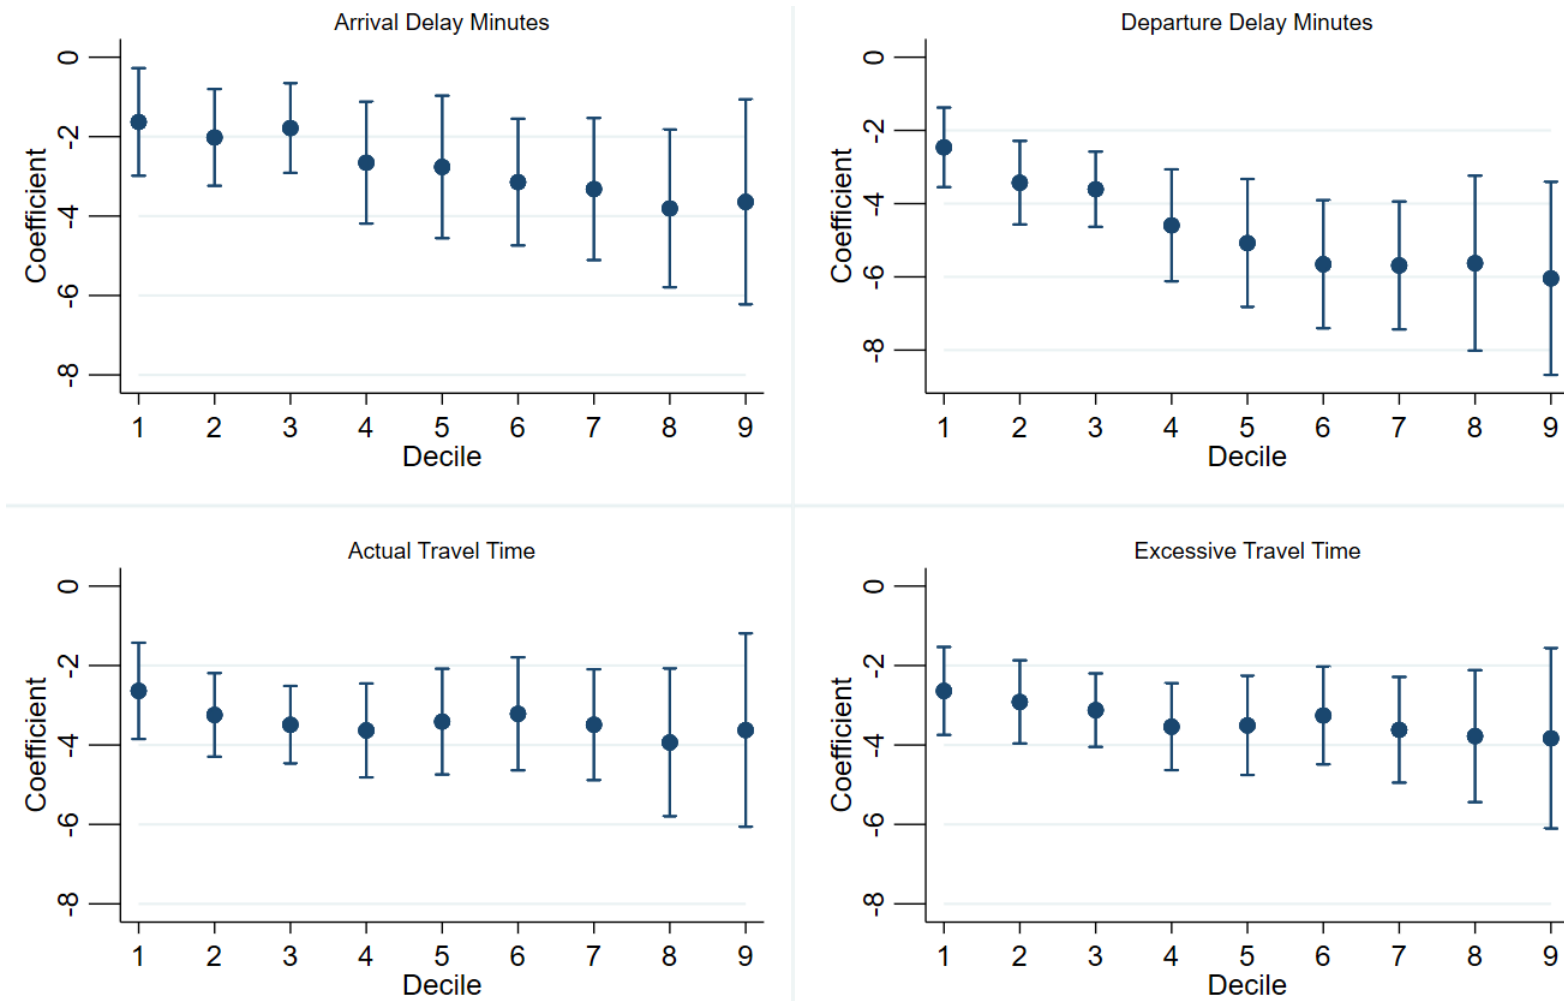 Arrival Delay Minutes
Coefficient
0
-2
-4
-6
-8
1 2 3 4 5 6 7 8 9
Decile
Departure Delay Minutes
Coefficient
0
-2
-4
-6
-8
1 2 3 4 5 6 7 8 9
Decile
Actual Travel Time
Coefficient
0
-2
-4
-6
-8
1 2 3 4 5 6 7 8 9
Decile
Excessive Travel Time
Coefficient
0
-2
-4
-6
-8
1 2 3 4 5 6 7 8 9
Decile